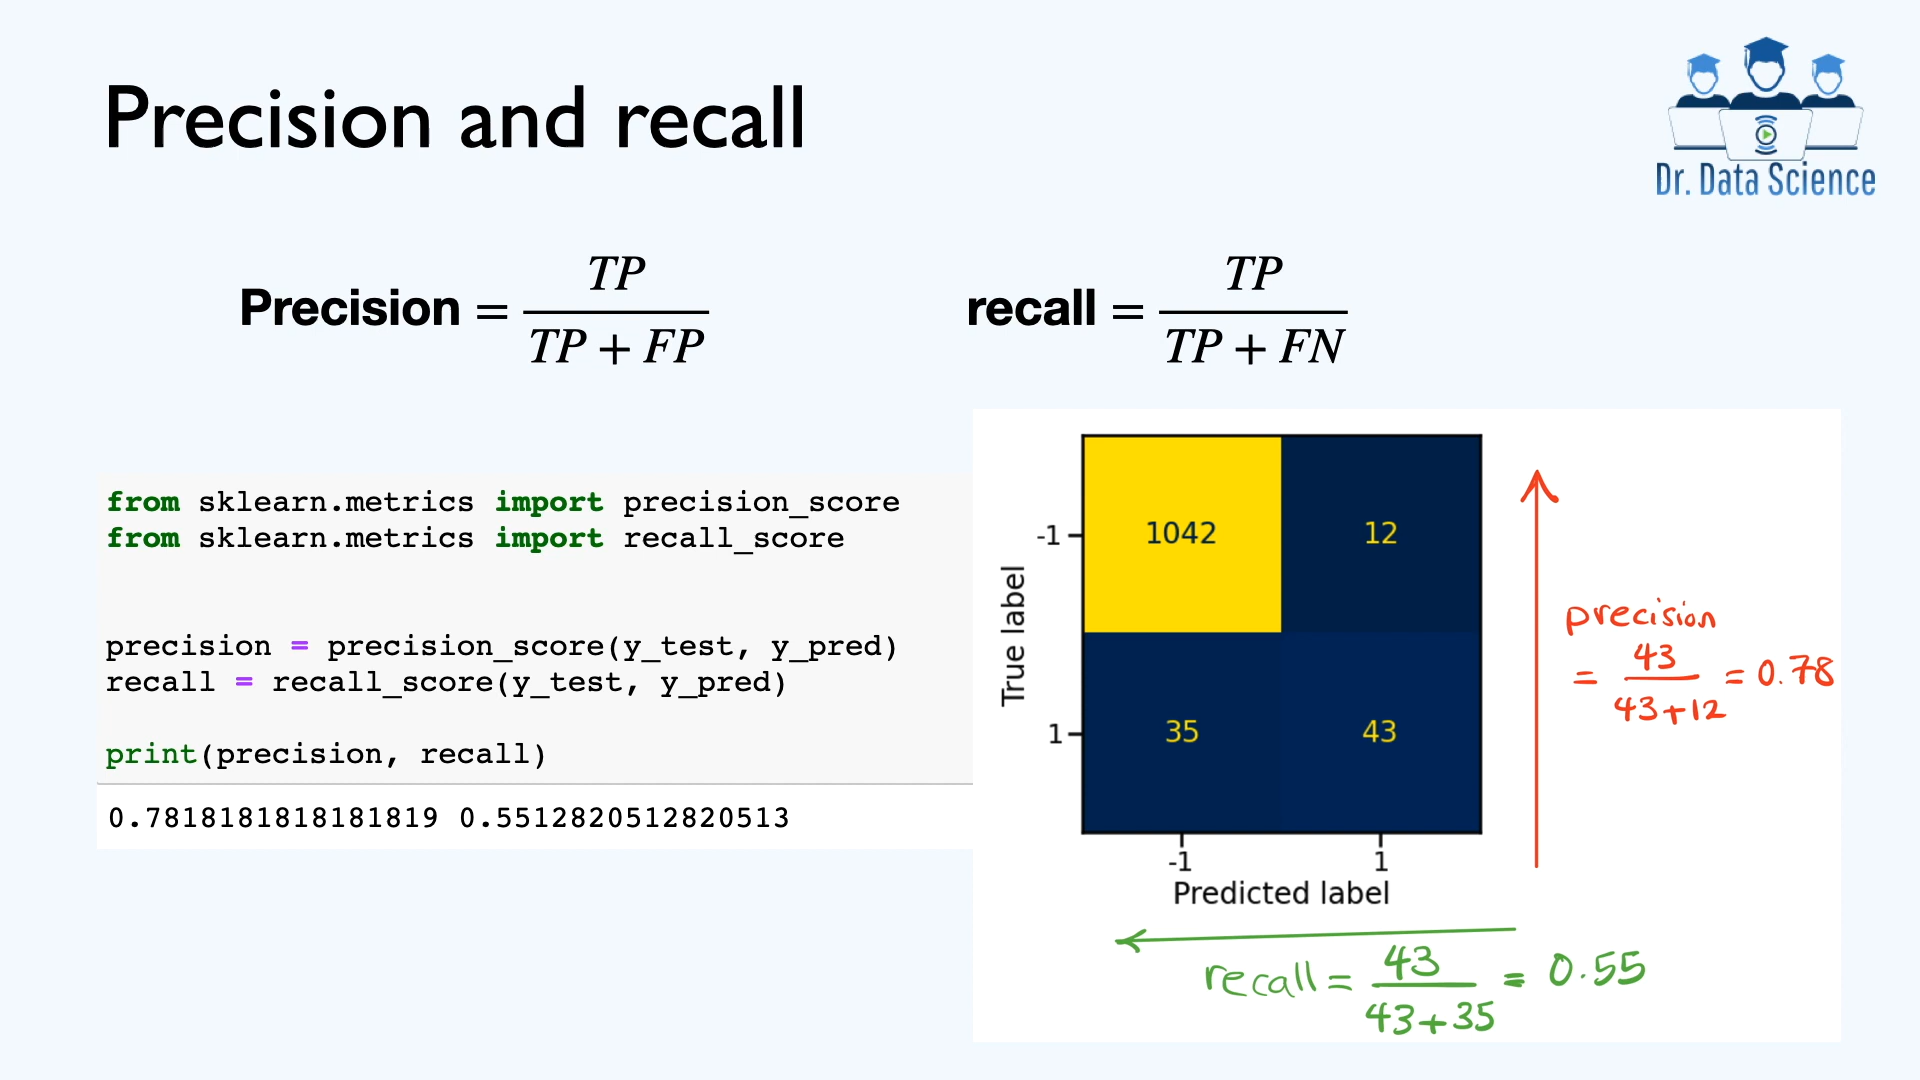 Precision and recall
Dr. Data Science
Precision = TP / TP + FP
recall = TP / TP + FN
from sklearn.metrics import precision_score
from sklearn.metrics import recall_score
precision = precision_score(y_test, y_pred)
recall = recall_score(y_test, y_pred)
print(precision, recall)
0.7818181818181819 0.5512820512820513
True label
-1
1042
12
1
35
43
-1
1
Predicted label
precision
= 43 / 43+12 = 0.78
recall = 43 / 43+35 = 0.55